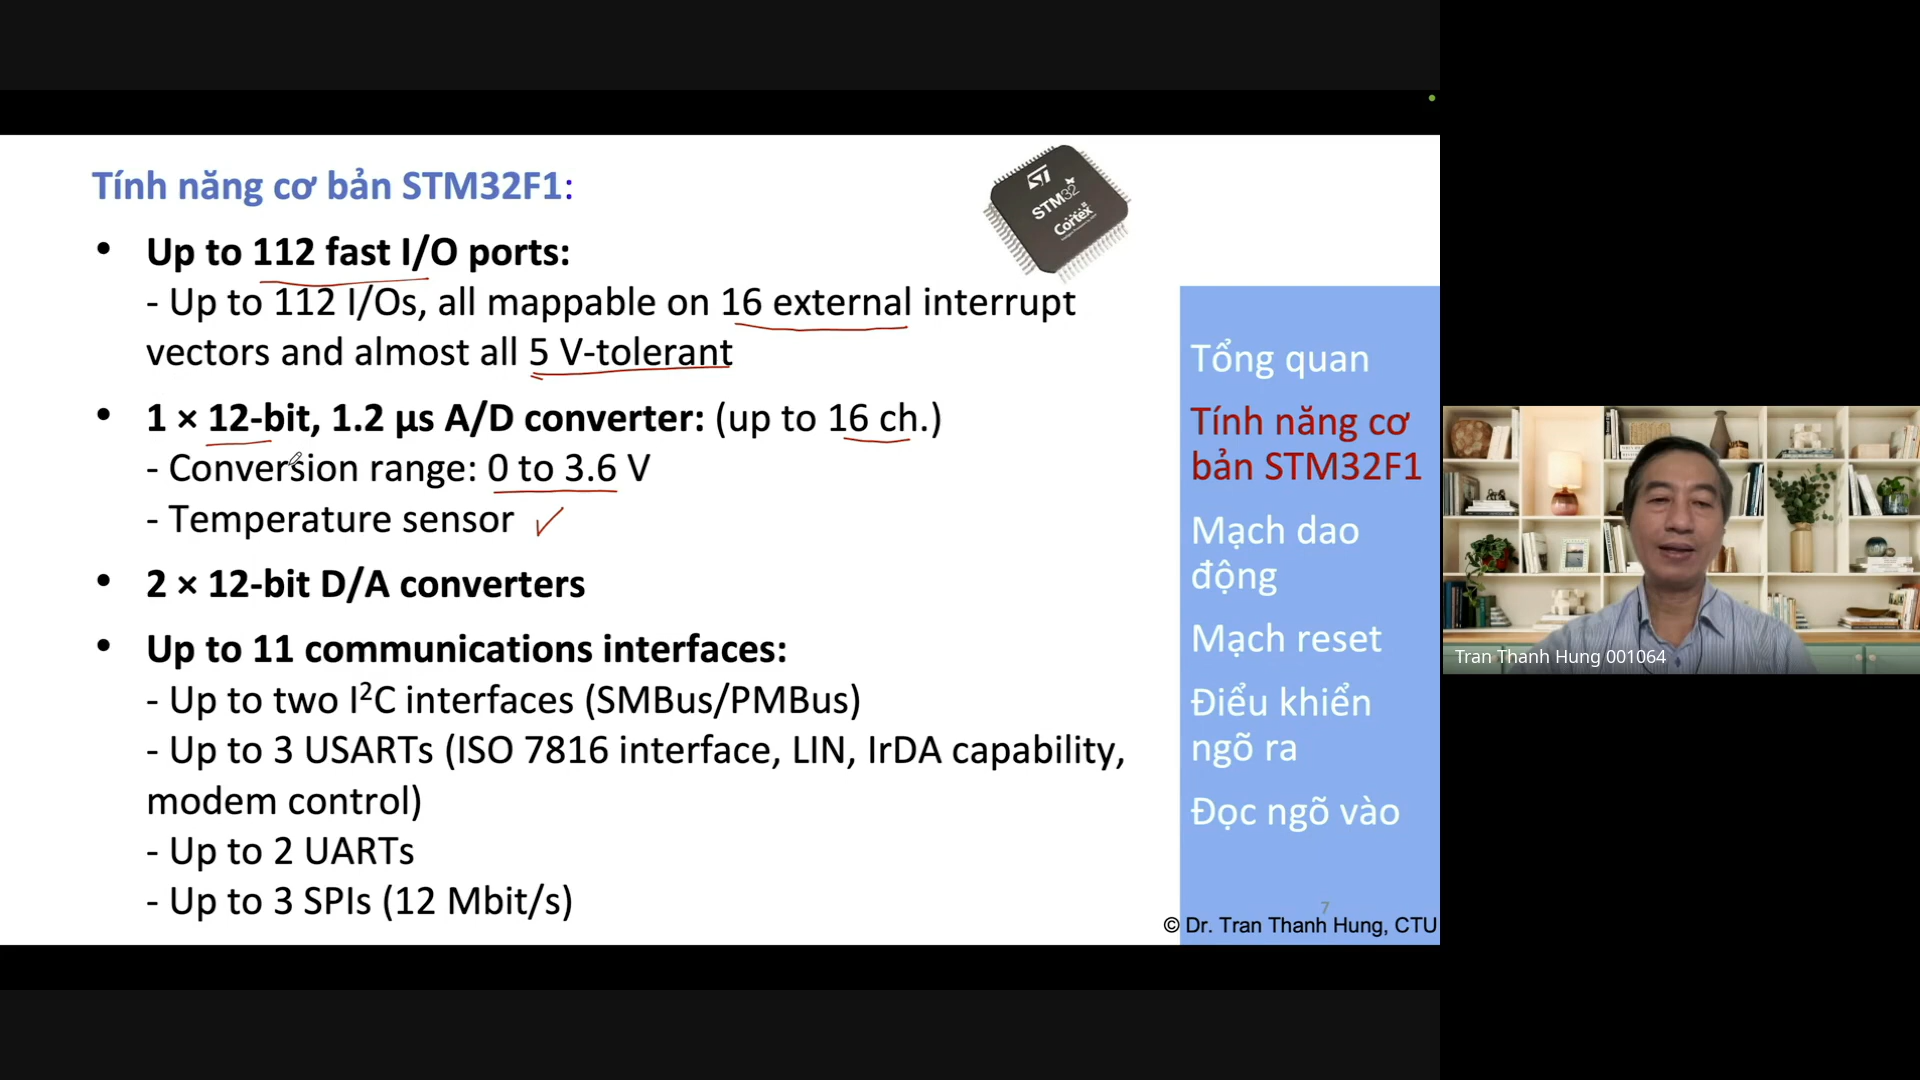 Tính năng cơ bản STM32F1:
• Up to 112 fast I/O ports:
- Up to 112 I/Os, all mappable on 16 external interrupt
vectors and almost all 5 V-tolerant
• 1 × 12-bit, 1.2 µs A/D converter: (up to 16 ch.)
- Conversion range: 0 to 3.6 V
- Temperature sensor ✓
• 2 × 12-bit D/A converters
• Up to 11 communications interfaces:
- Up to two I²C interfaces (SMBus/PMBus)
- Up to 3 USARTs (ISO 7816 interface, LIN, IrDA capability,
modem control)
- Up to 2 UARTs
- Up to 3 SPIs (12 Mbit/s)
ST
STM32
Cortex
Tổng quan
Tính năng cơ
bản STM32F1
Mạch dao
động
Mạch reset
Điểu khiển
ngõ ra
Đọc ngõ vào
7
© Dr. Tran Thanh Hung, CTU
Tran Thanh Hung 001064